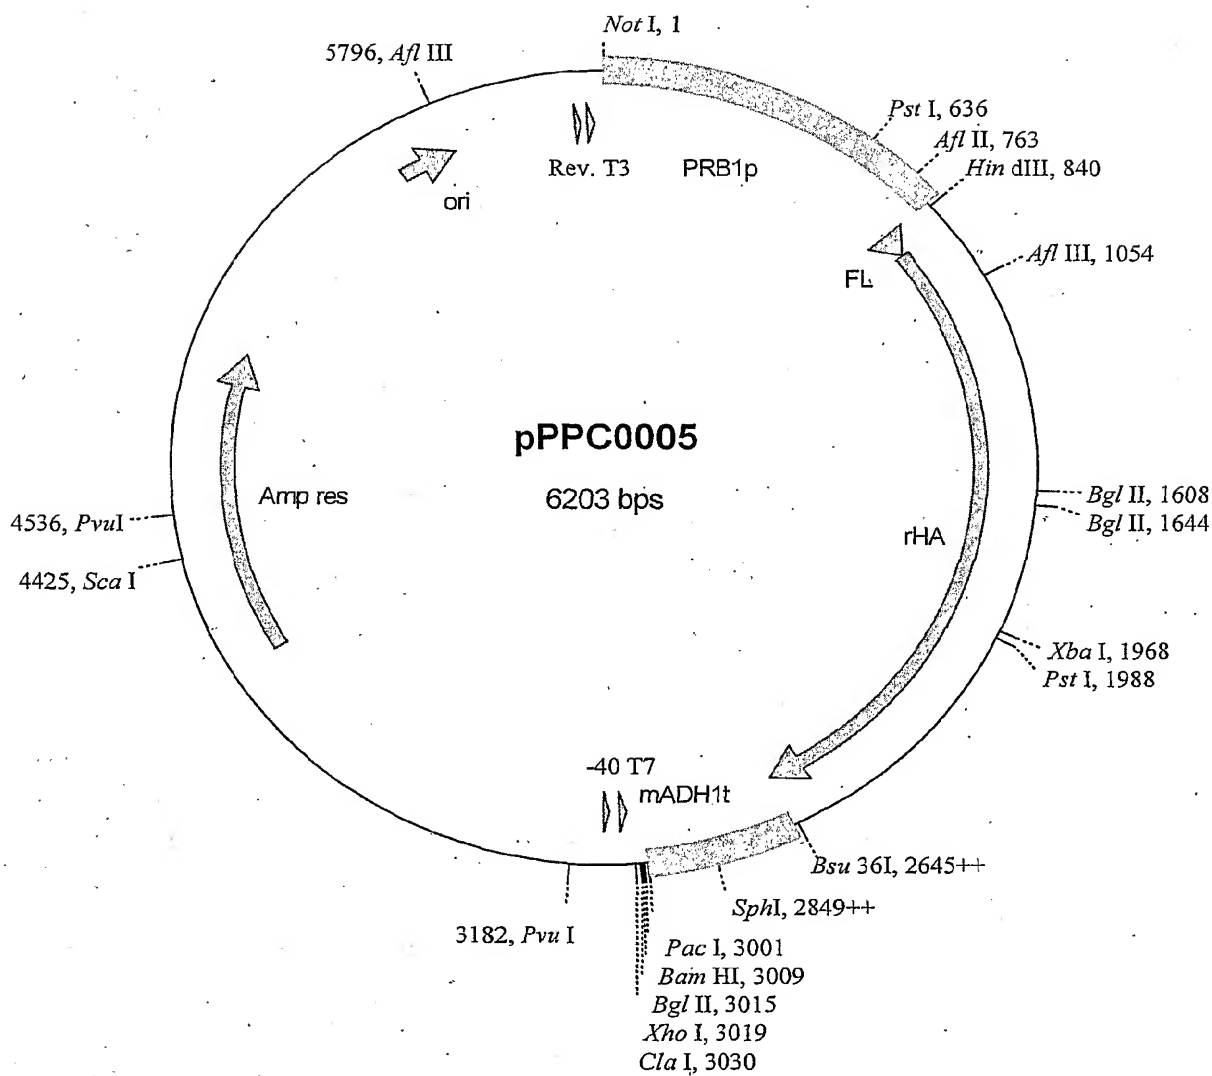 Not I, 1
5796, Afl III
Pst I, 636
Afl II, 763
Hin dIII, 840
Rev. T3
PRB1p
ori
Afl III, 1054
FL
pPPC0005
6203 bps
Amp res
Bgl II, 1608
Bgl II, 1644
4536, PvuI
rHA
4425, Sca I
Xba I, 1968
Pst I, 1988
-40 T7
mADH1t
Bsu 36I, 2645++
SphI, 2849++
3182, Pvu I
Pac I, 3001
Bam HI, 3009
Bgl II, 3015
Xho I, 3019
Cla I, 3030